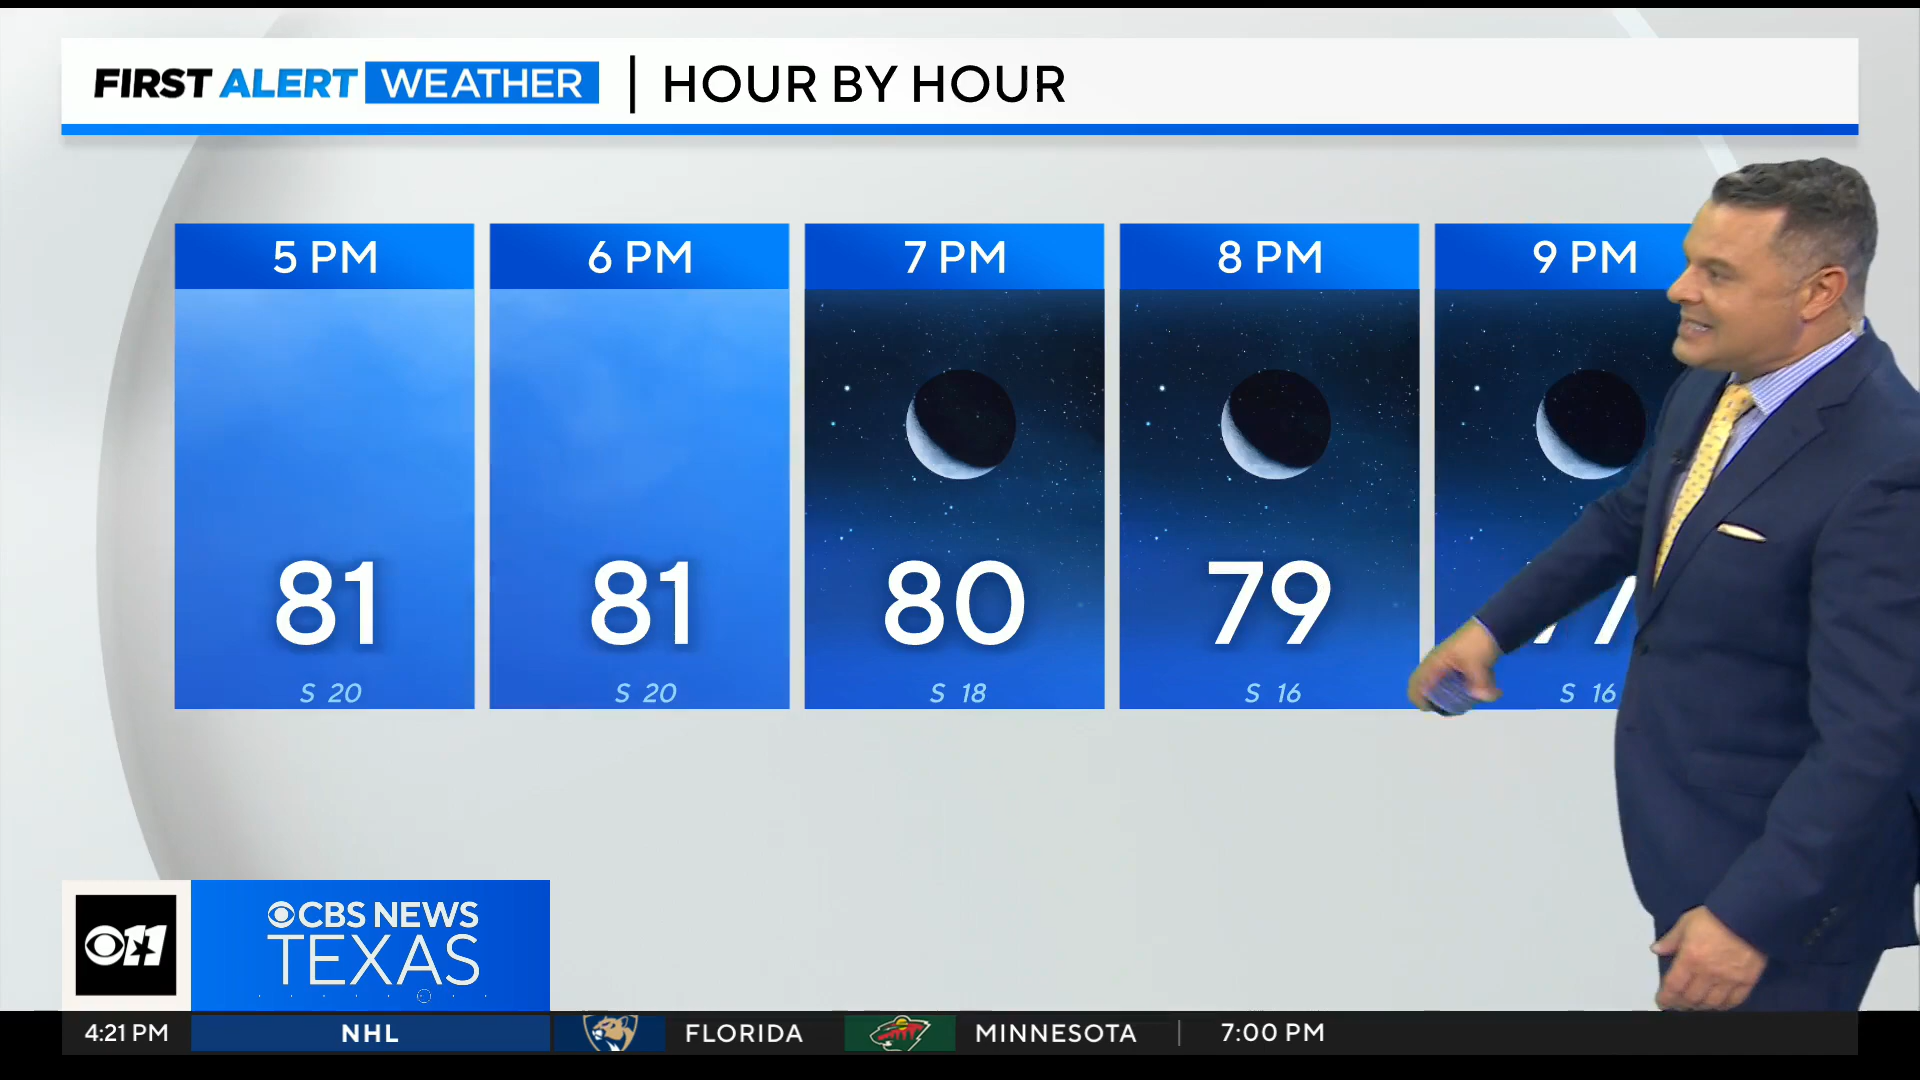 FIRST ALERT WEATHER | HOUR BY HOUR
5 PM
81
S 20
6 PM
81
S 20
7 PM
80
S 18
8 PM
79
S 16
9 PM
S 16
11
CBS NEWS
TEXAS
4:21 PM NHL FLORIDA MINNESOTA | 7:00 PM